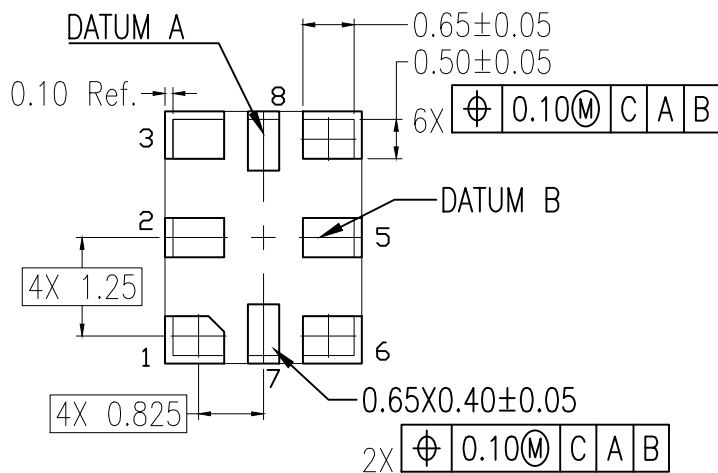 DATUM A
0.65±0.05
0.50±0.05
0.10 Ref.
8
6X ⌖ 0.10Ⓜ C A B
3
2
DATUM B
5
4X 1.25
1
6
7
4X 0.825
0.65X0.40±0.05
2X ⌖ 0.10Ⓜ C A B